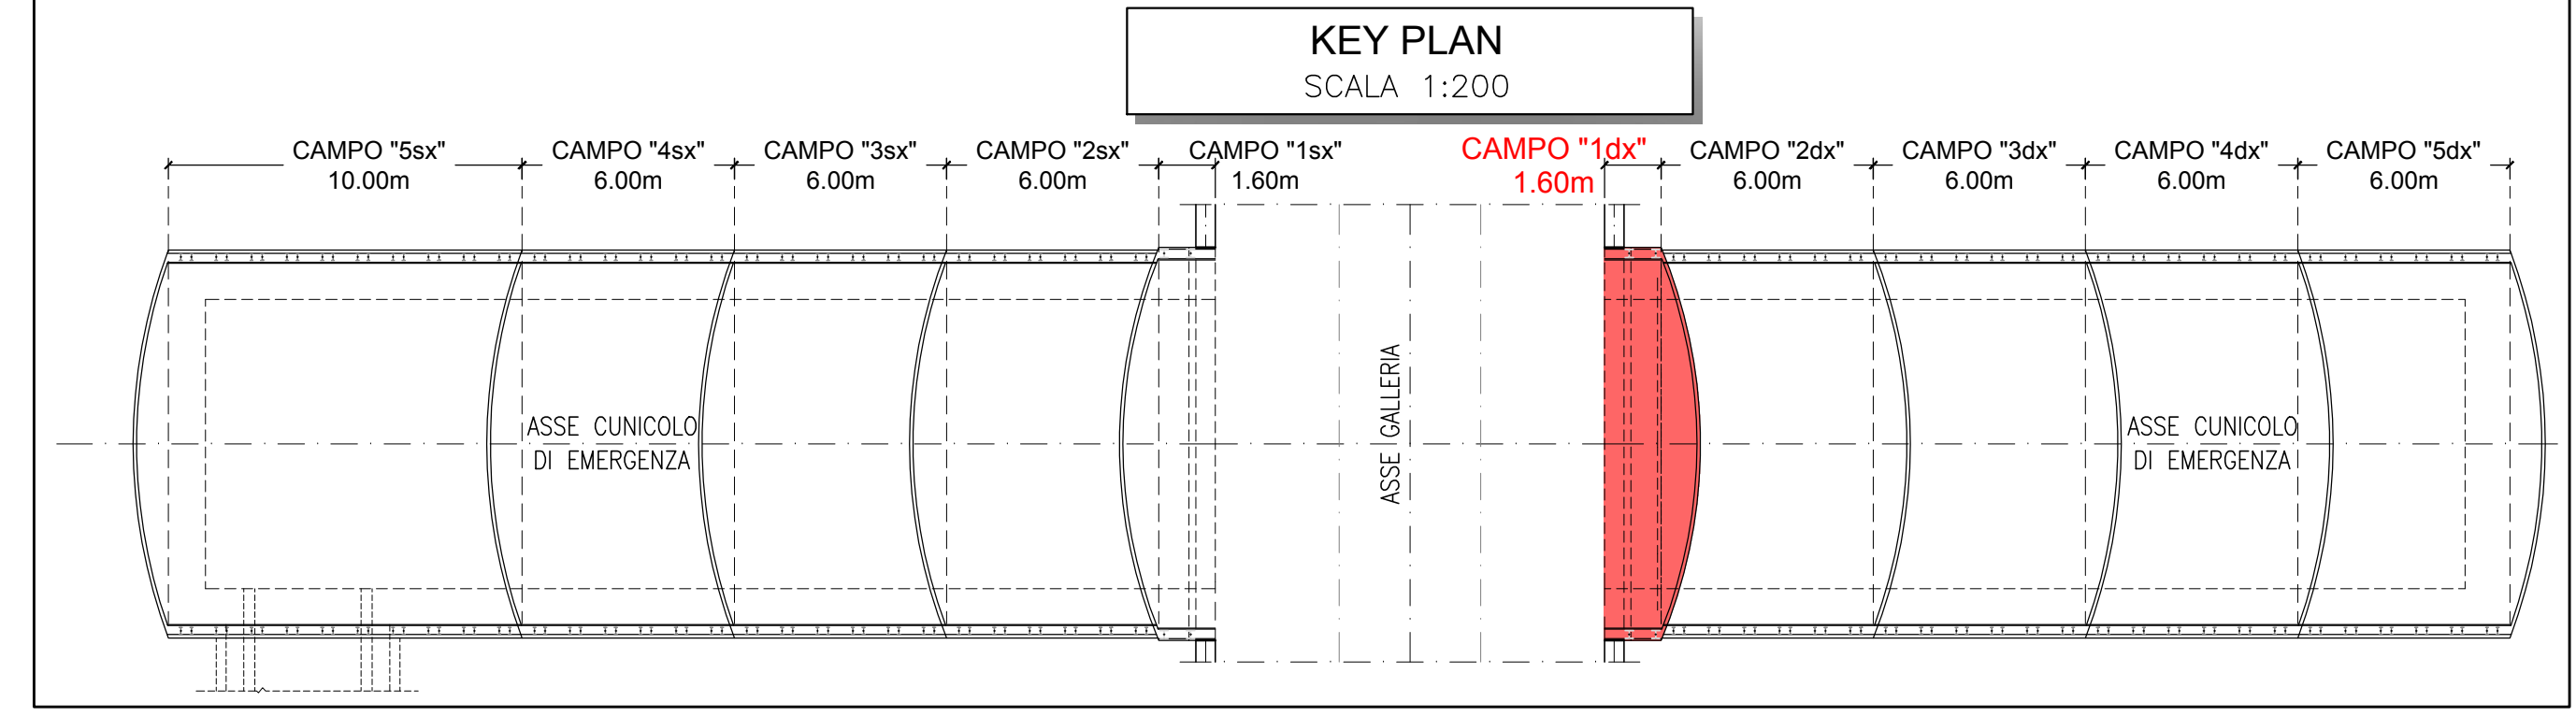 KEY PLAN
SCALA 1:200
CAMPO "5sx"
10.00m
CAMPO "4sx"
6.00m
CAMPO "3sx"
6.00m
CAMPO "2sx"
6.00m
CAMPO "1sx"
1.60m
CAMPO "1dx"
1.60m
CAMPO "2dx"
6.00m
CAMPO "3dx"
6.00m
CAMPO "4dx"
6.00m
CAMPO "5dx"
6.00m
ASSE CUNICOLO
DI EMERGENZA
ASSE GALLERIA
ASSE CUNICOLO
DI EMERGENZA